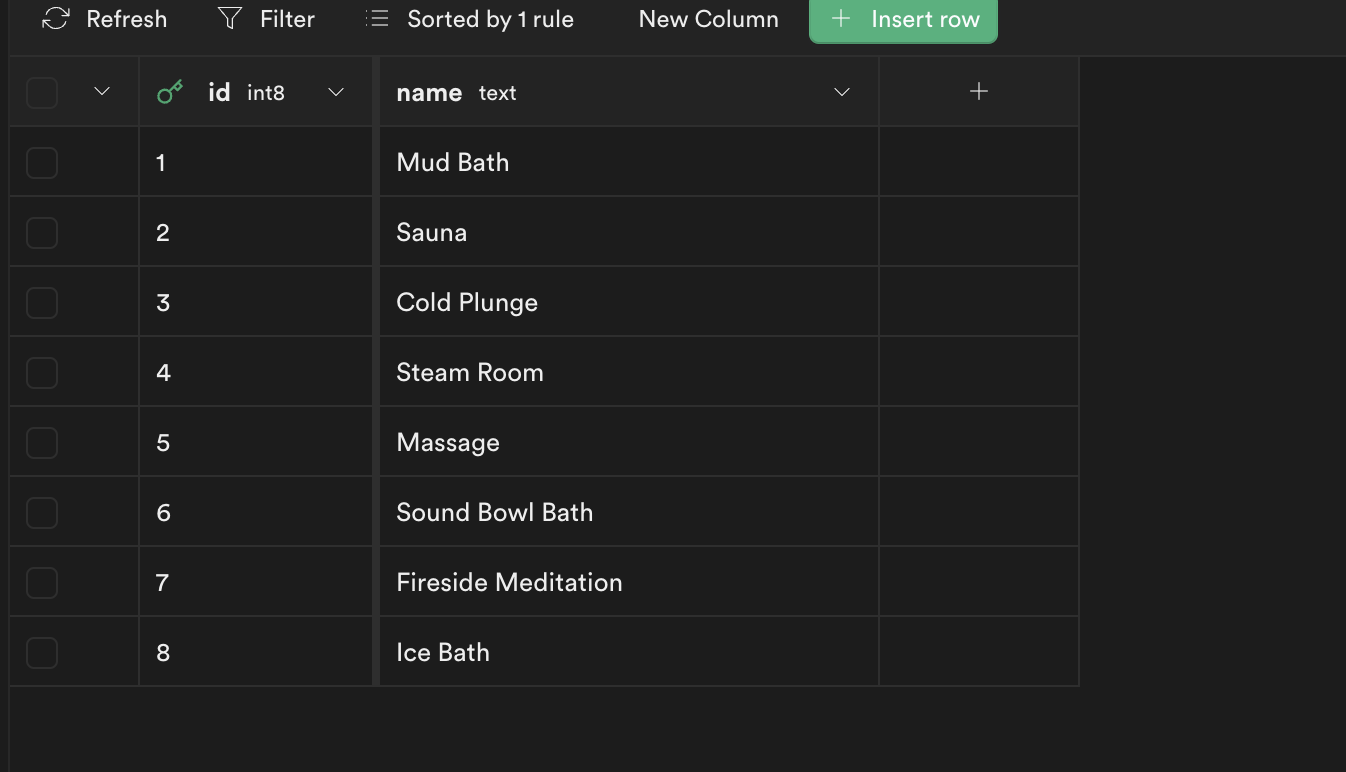 Refresh Filter Sorted by 1 rule New Column + Insert row
id int8 name text +
1 Mud Bath
2 Sauna
3 Cold Plunge
4 Steam Room
5 Massage
6 Sound Bowl Bath
7 Fireside Meditation
8 Ice Bath